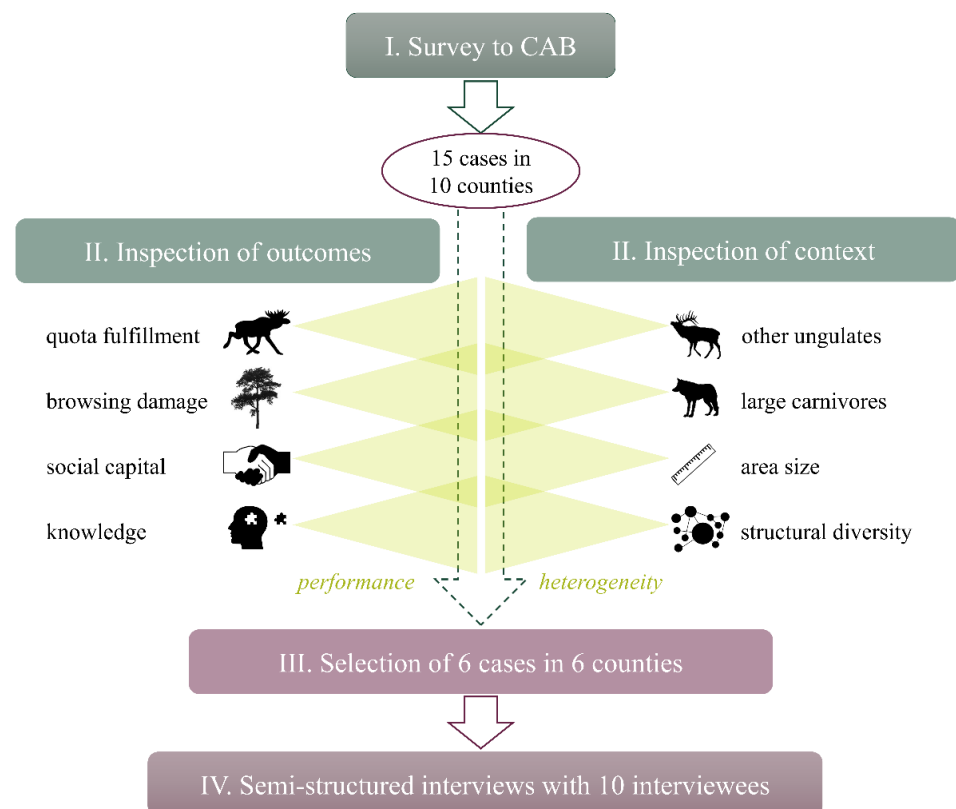 I. Survey to CAB
15 cases in
10 counties
II. Inspection of outcomes
II. Inspection of context
quota fulfillment
other ungulates
browsing damage
large carnivores
social capital
area size
knowledge
structural diversity
performance
heterogeneity
III. Selection of 6 cases in 6 counties
IV. Semi-structured interviews with 10 interviewees